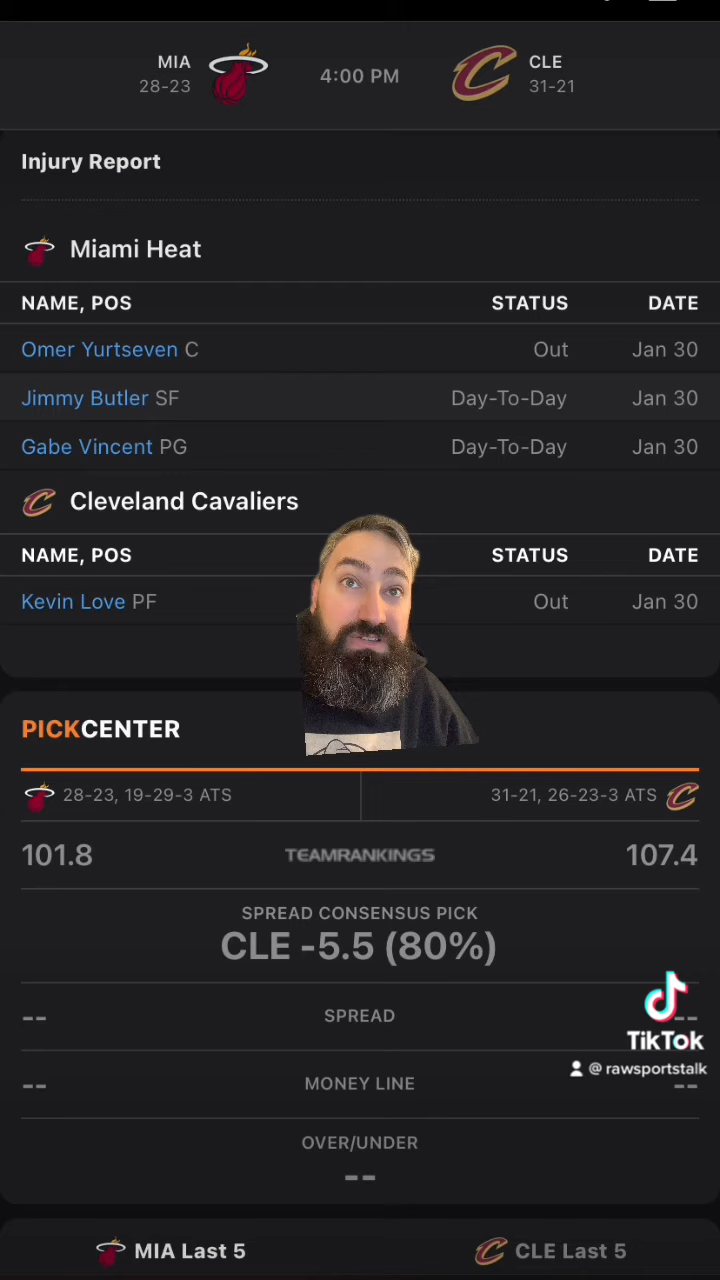 MIA
28-23
4:00 PM
CLE
31-21
Injury Report
Miami Heat
NAME, POS STATUS DATE
Omer Yurtseven C Out Jan 30
Jimmy Butler SF Day-To-Day Jan 30
Gabe Vincent PG Day-To-Day Jan 30
Cleveland Cavaliers
NAME, POS STATUS DATE
Kevin Love PF Out Jan 30
PICKCENTER
28-23, 19-29-3 ATS 31-21, 26-23-3 ATS
101.8 TEAMRANKINGS 107.4
SPREAD CONSENSUS PICK
CLE -5.5 (80%)
-- SPREAD --
TikTok
@rawsportstalk
-- MONEY LINE --
OVER/UNDER
--
MIA Last 5 CLE Last 5